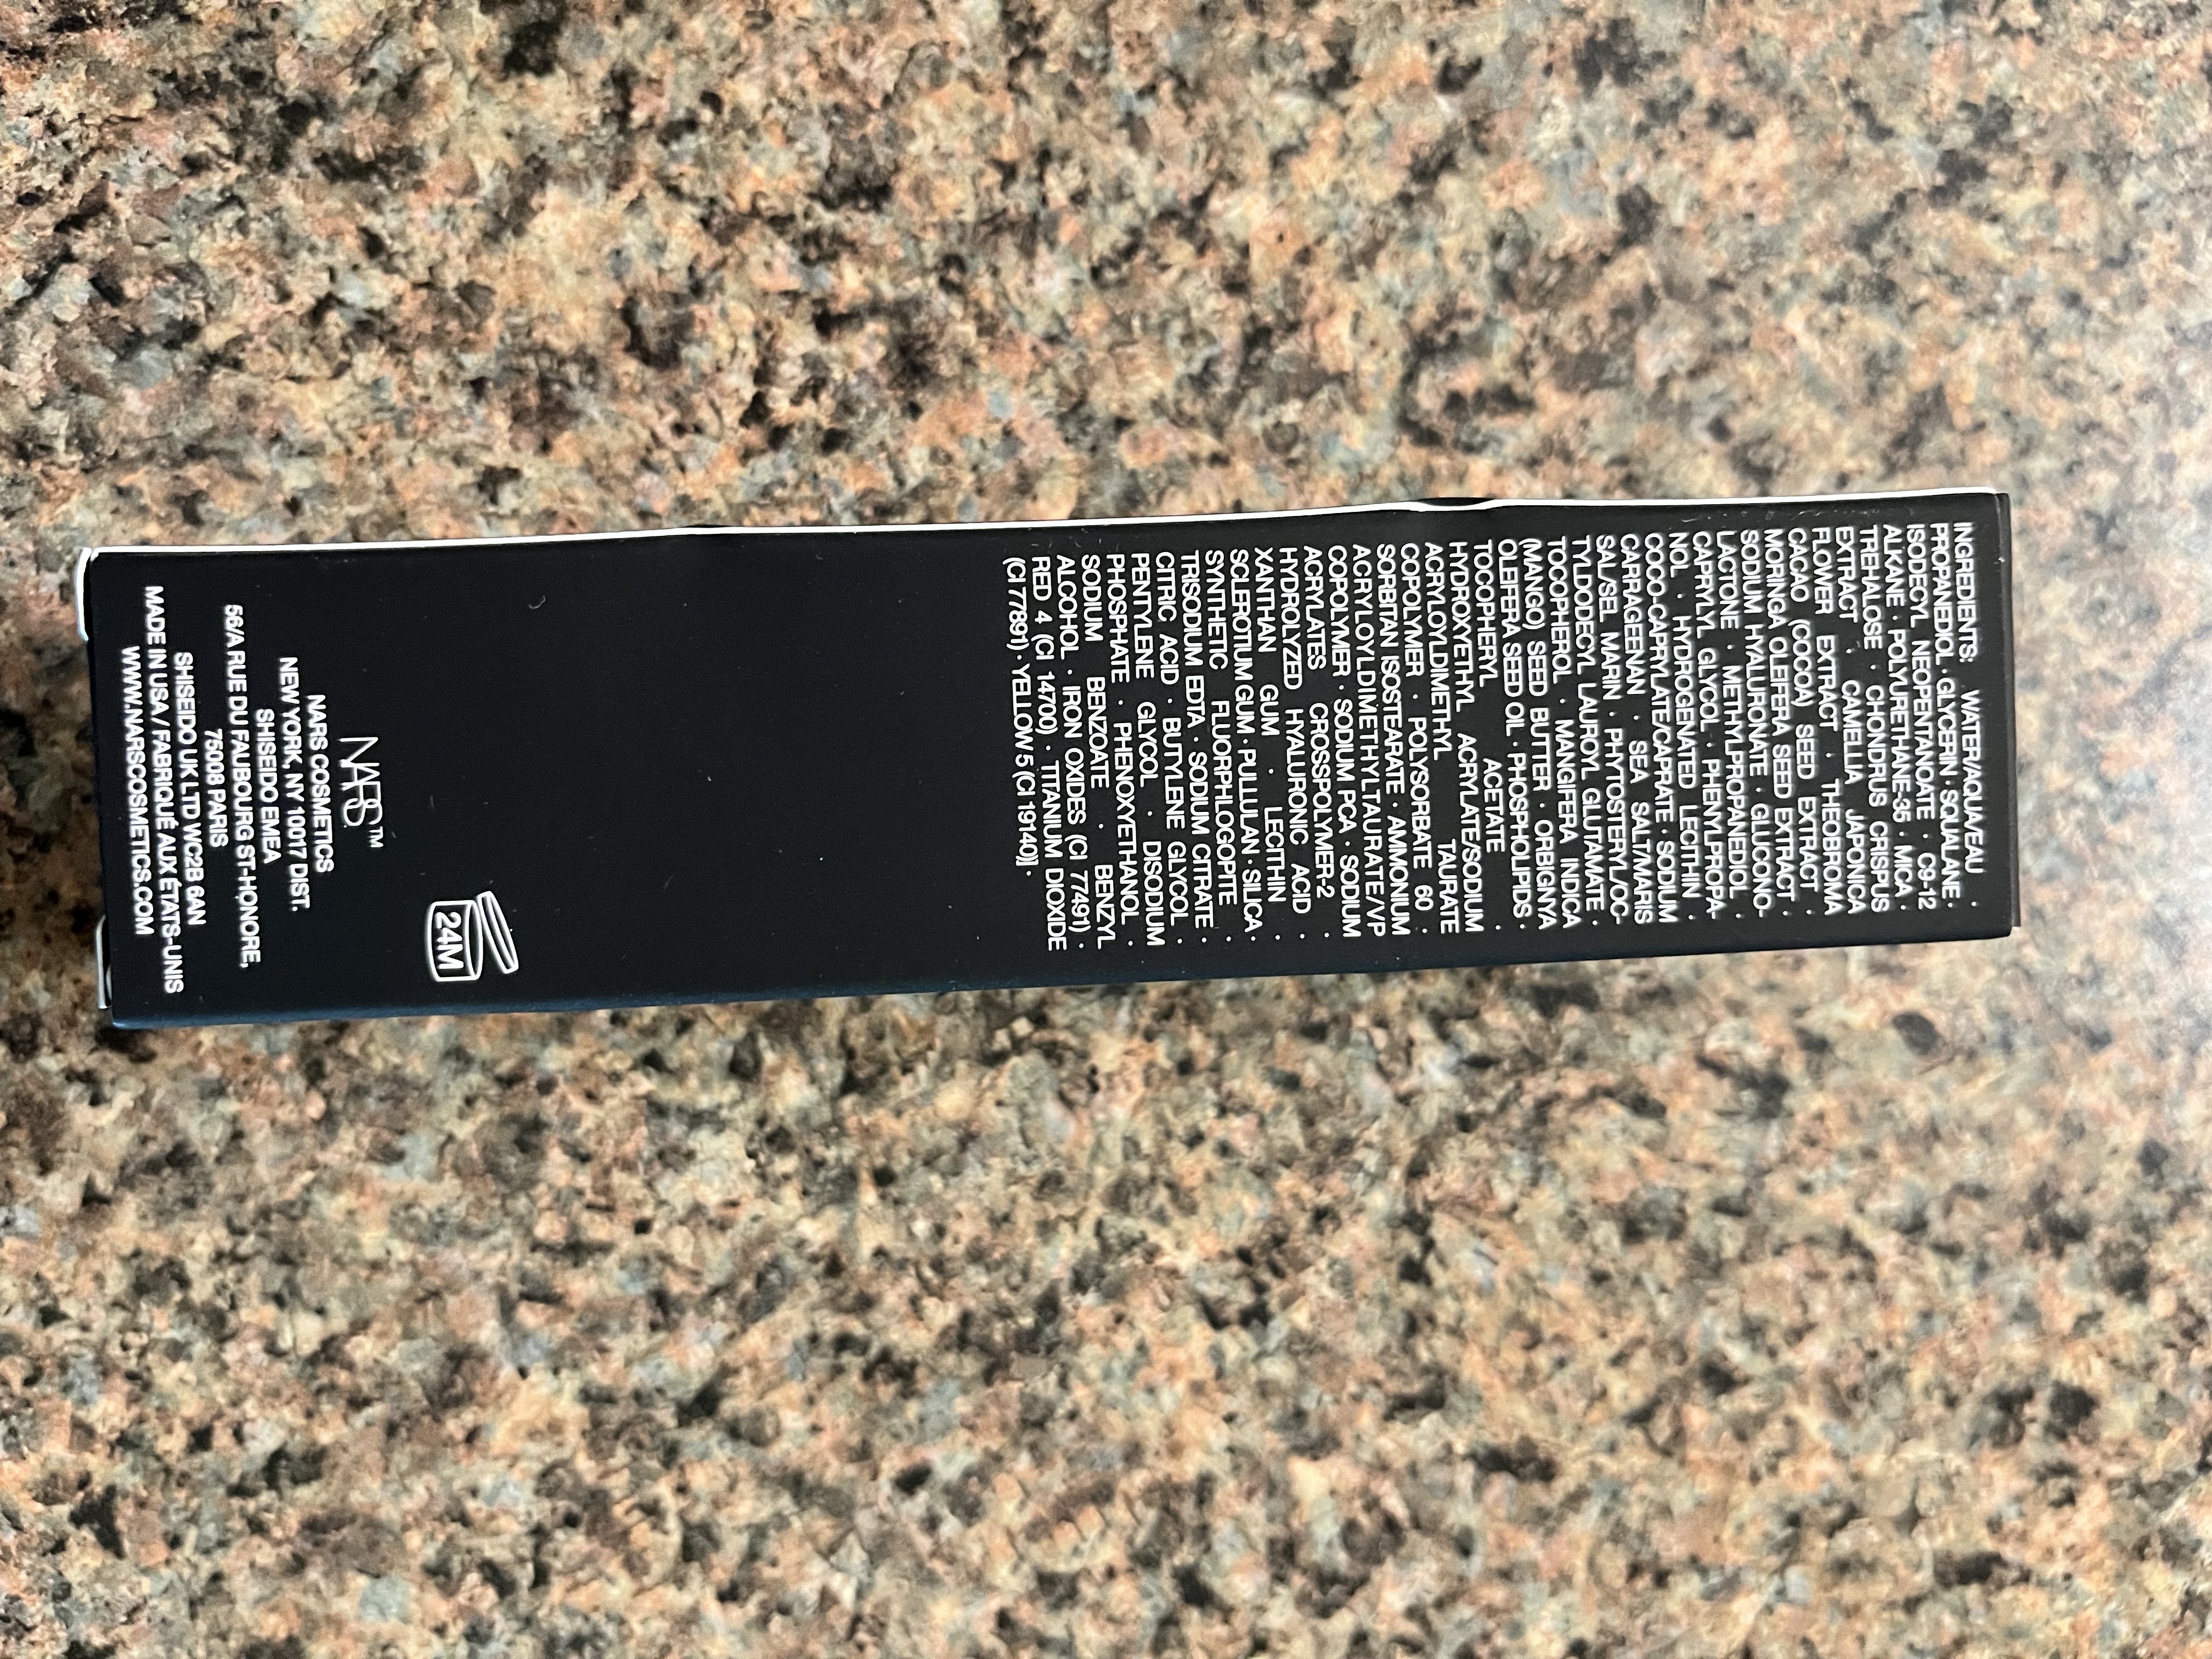 INGREDIENTS: WATER/AQUA/EAU ·
PROPANEDIOL · GLYCERIN · SQUALANE ·
ISODECYL NEOPENTANOATE · C9-12
ALKANE · POLYURETHANE-35 · MICA ·
TREHALOSE · CHONDRUS CRISPUS
EXTRACT · CAMELLIA JAPONICA
FLOWER EXTRACT · THEOBROMA
CACAO (COCOA) SEED EXTRACT ·
MORINGA OLEIFERA SEED EXTRACT ·
SODIUM HYALURONATE · GLUCONO-
LACTONE · METHYLPROPANEDIOL ·
CAPRYLYL GLYCOL · PHENYLPROPA-
NOL · HYDROGENATED LECITHIN ·
COCO-CAPRYLATE/CAPRATE · SODIUM
CARRAGEENAN · SEA SALT/MARIS
SAL/SEL MARIN · PHYTOSTERYL/OC-
TYLDODECYL LAUROYL GLUTAMATE ·
TOCOPHEROL · MANGIFERA INDICA
(MANGO) SEED BUTTER · ORBIGNYA
OLEIFERA SEED OIL · PHOSPHOLIPIDS ·
TOCOPHERYL ACETATE ·
HYDROXYETHYL ACRYLATE/SODIUM
ACRYLOYLDIMETHYL TAURATE
COPOLYMER · POLYSORBATE 60 ·
SORBITAN ISOSTEARATE · AMMONIUM
ACRYLOYLDIMETHYLTAURATE/VP
COPOLYMER · SODIUM PCA · SODIUM
ACRYLATES CROSSPOLYMER-2 ·
HYDROLYZED HYALURONIC ACID ·
XANTHAN GUM · LECITHIN ·
SCLEROTIUM GUM · PULLULAN · SILICA ·
SYNTHETIC FLUORPHLOGOPITE ·
TRISODIUM EDTA · SODIUM CITRATE ·
CITRIC ACID · BUTYLENE GLYCOL ·
PENTYLENE GLYCOL · DISODIUM
PHOSPHATE · PHENOXYETHANOL ·
SODIUM BENZOATE · BENZYL
ALCOHOL · IRON OXIDES (CI 77491) ·
RED 4 (CI 14700) · TITANIUM DIOXIDE
(CI 77891) · YELLOW 5 (CI 19140)] ·
24M
NARS™
NARS COSMETICS
NEW YORK, NY 10017 DIST.
SHISEIDO EMEA
56/A RUE DU FAUBOURG ST-HONORE,
75008 PARIS
SHISEIDO UK LTD WC2B 6AN
MADE IN USA / FABRIQUÉ AUX ÉTATS-UNIS
WWW.NARSCOSMETICS.COM